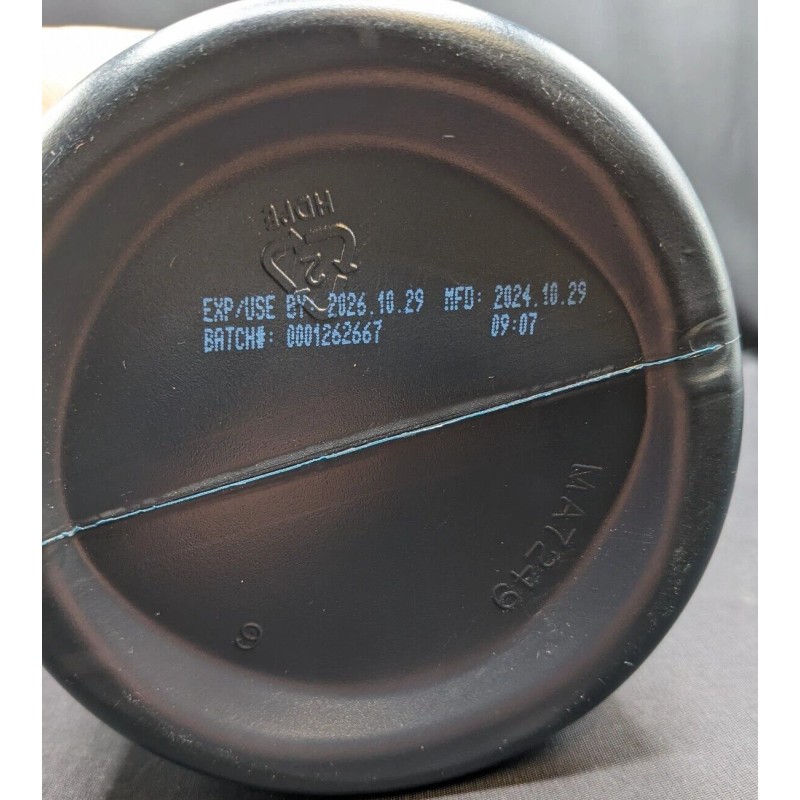 HDPE
2
EXP/USE BY: 2026.10.29 MFD: 2024.10.29
BATCH#: 0001262667 09:07
MA7249
6